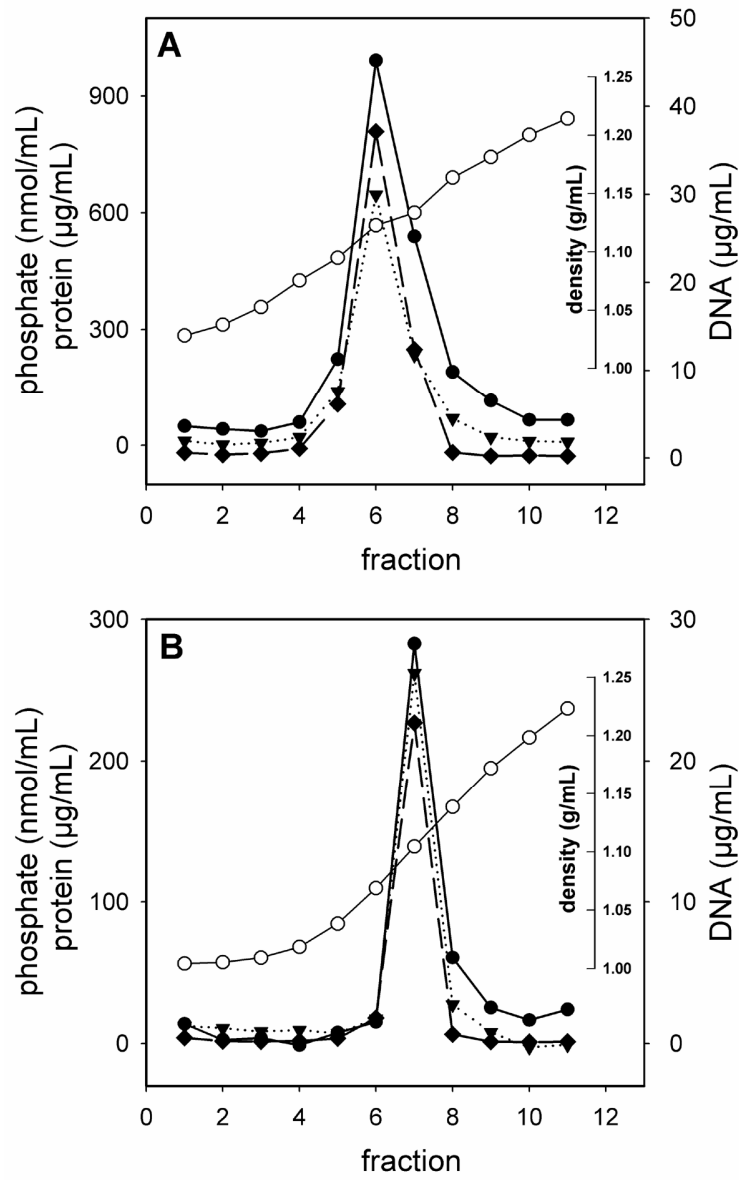 A
phosphate (nmol/mL)
protein (µg/mL)
900
600
300
0
1.25
1.20
1.15
1.10
1.05
1.00
density (g/mL)
50
40
30
20
10
0
DNA (µg/mL)
0 2 4 6 8 10 12
fraction
B
phosphate (nmol/mL)
protein (µg/mL)
300
200
100
0
1.25
1.20
1.15
1.10
1.05
1.00
density (g/mL)
30
20
10
0
DNA (µg/mL)
0 2 4 6 8 10 12
fraction